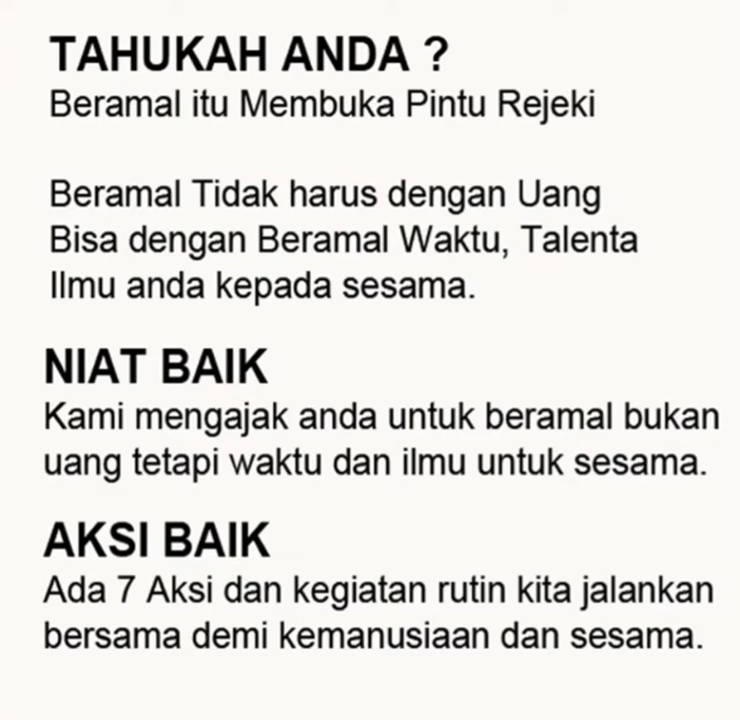 TAHUKAH ANDA ?
Beramal itu Membuka Pintu Rejeki
Beramal Tidak harus dengan Uang
Bisa dengan Beramal Waktu, Talenta
Ilmu anda kepada sesama.
NIAT BAIK
Kami mengajak anda untuk beramal bukan
uang tetapi waktu dan ilmu untuk sesama.
AKSI BAIK
Ada 7 Aksi dan kegiatan rutin kita jalankan
bersama demi kemanusiaan dan sesama.